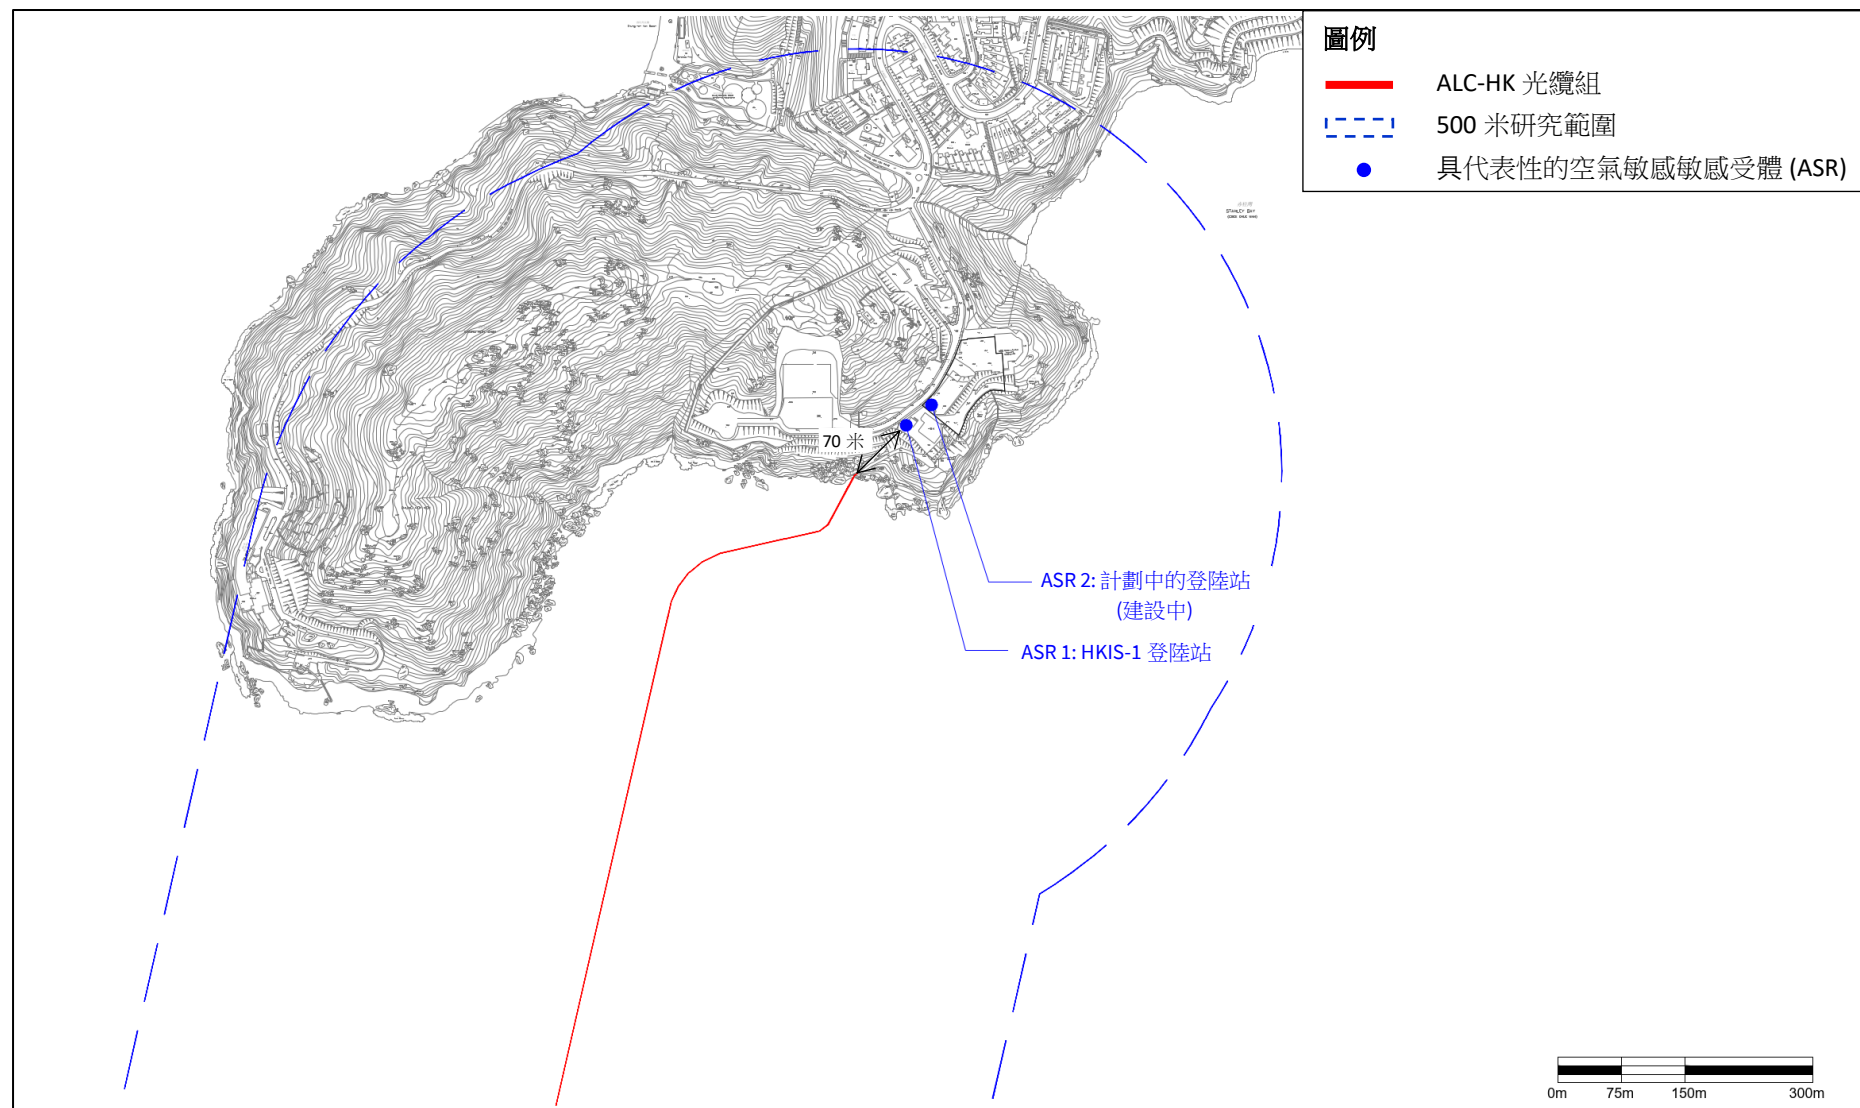 圖例
ALC-HK 光纜組
500 米研究範圍
具代表性的空氣敏感敏感受體 (ASR)
STANLEY BAY
70 米
ASR 2: 計劃中的登陸站
(建設中)
ASR 1: HKIS-1 登陸站
0m 75m 150m 300m